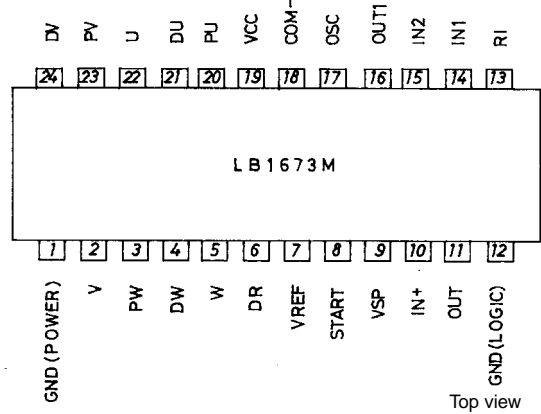 DV PV U DU PU VCC COM- OSC OUT1 IN2 IN1 RI
24 23 22 21 20 19 18 17 16 15 14 13
LB1673M
1 2 3 4 5 6 7 8 9 10 11 12
GND(POWER) V PW DW W DR VREF START VSP IN+ OUT GND(LOGIC)
Top view